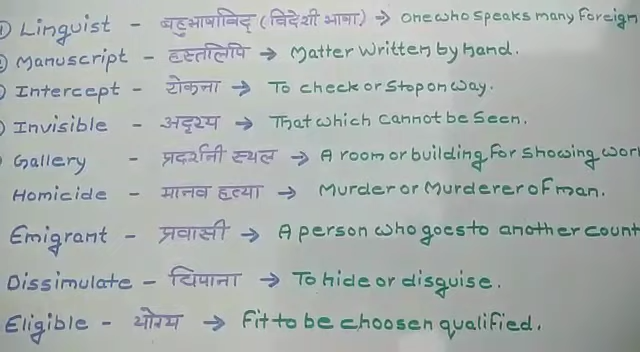 ① Linguist - बहुभाषाविद् (विदेशी भाषा) → one who speaks many foreign
Manuscript - हस्तलिपि → Matter written by hand.
Intercept - रोकना → To check or stop on way.
Invisible - अदृश्य → That which cannot be seen.
Gallery - प्रदर्शनी स्थल → A room or building for showing wor
Homicide - मानव हत्या → Murder or Murderer of man.
Emigrant - प्रवासी → A person who goes to another count
Dissimulate - छिपाना → To hide or disguise.
Eligible - योग्य → Fit to be choosen qualified.